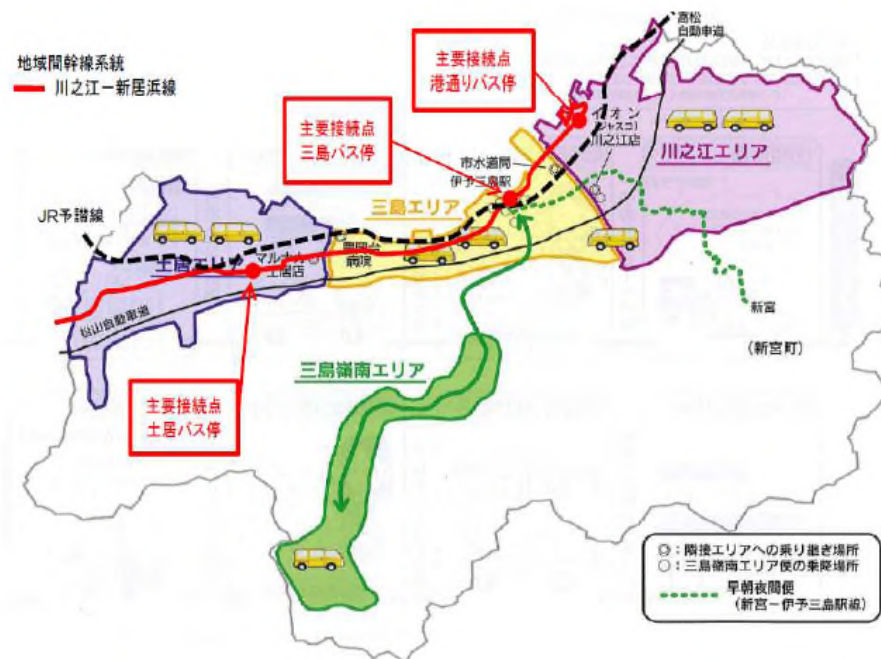 地域間幹線系統
川之江－新居浜線
主要接続点
港通りバス停
高松
自動車道
主要接続点
三島バス停
イオン
(ジャスコ)
川之江店
川之江エリア
市水道局
伊予三島駅
三島エリア
JR予讃線
土居エリア
マルナカ
土居店
豊岡台
病院
松山自動車道
新宮
(新宮町)
三島嶺南エリア
主要接続点
土居バス停
◎：隣接エリアへの乗り継ぎ場所
○：三島嶺南エリア便の乗降場所
早朝夜間便
(新宮－伊予三島駅線)